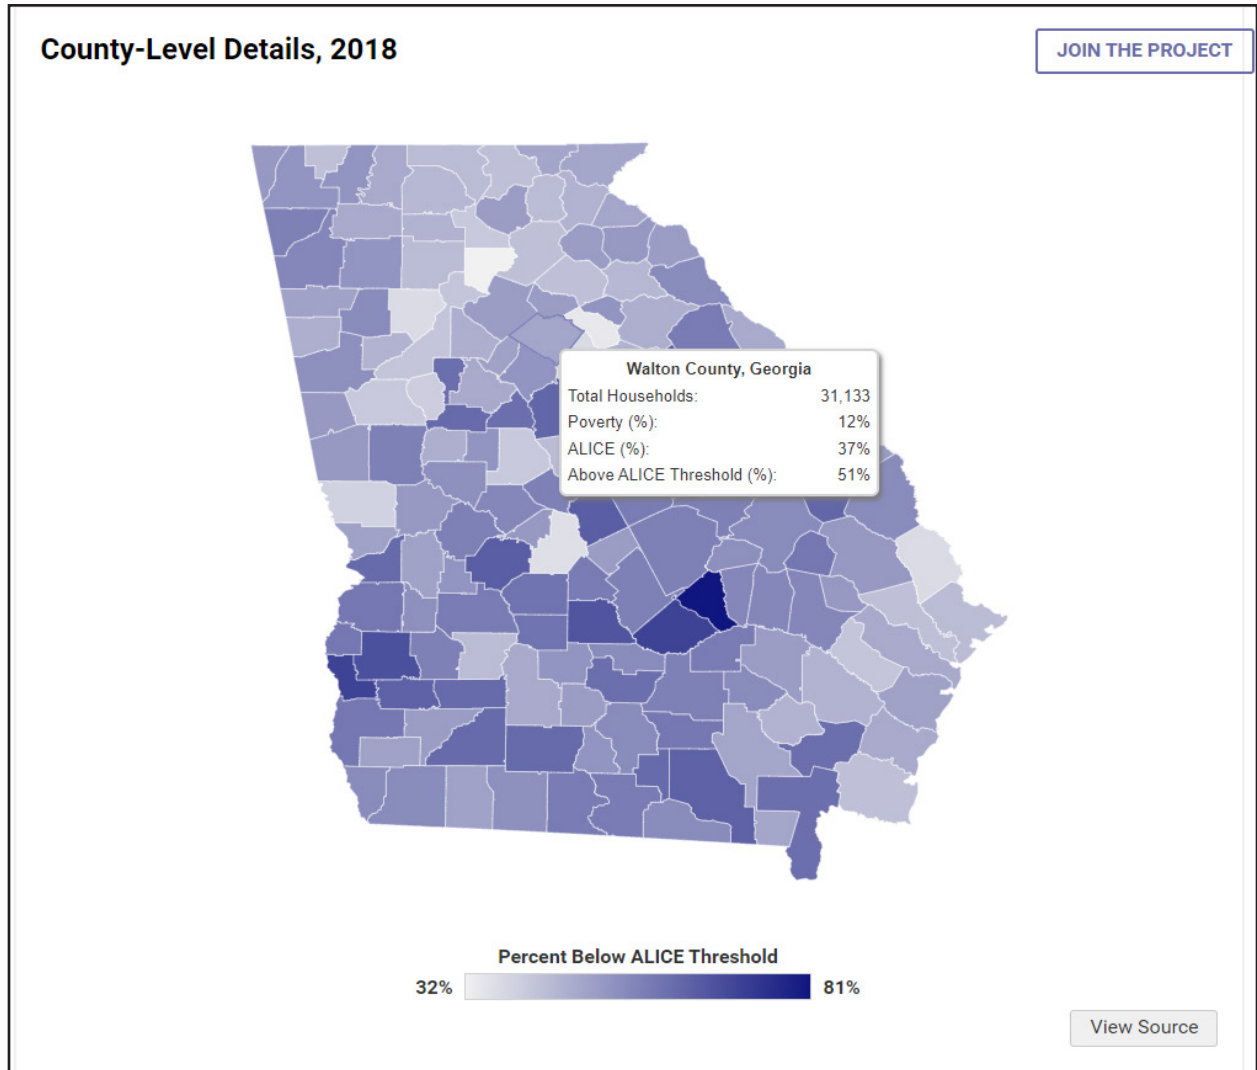 County-Level Details, 2018
JOIN THE PROJECT
Walton County, Georgia
Total Households: 31,133
Poverty (%): 12%
ALICE (%): 37%
Above ALICE Threshold (%): 51%
Percent Below ALICE Threshold
32% 81%
View Source